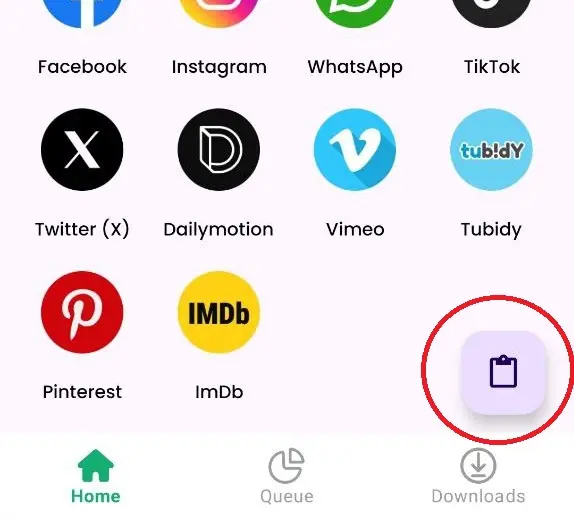 Facebook Instagram WhatsApp TikTok
X D tub!dY
Twitter (X) Dailymotion Vimeo Tubidy
IMDb
Pinterest ImDb
Home Queue Downloads